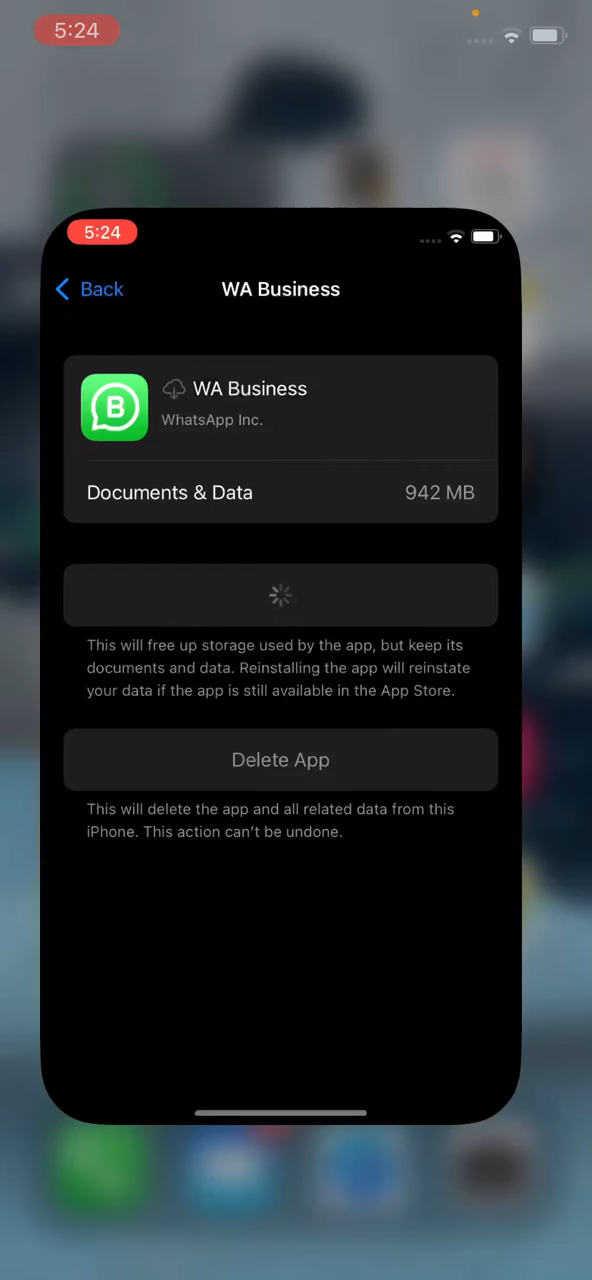 5:24
5:24
Back
WA Business
B
WA Business
WhatsApp Inc.
Documents & Data
942 MB
This will free up storage used by the app, but keep its
documents and data. Reinstalling the app will reinstate
your data if the app is still available in the App Store.
Delete App
This will delete the app and all related data from this
iPhone. This action can’t be undone.